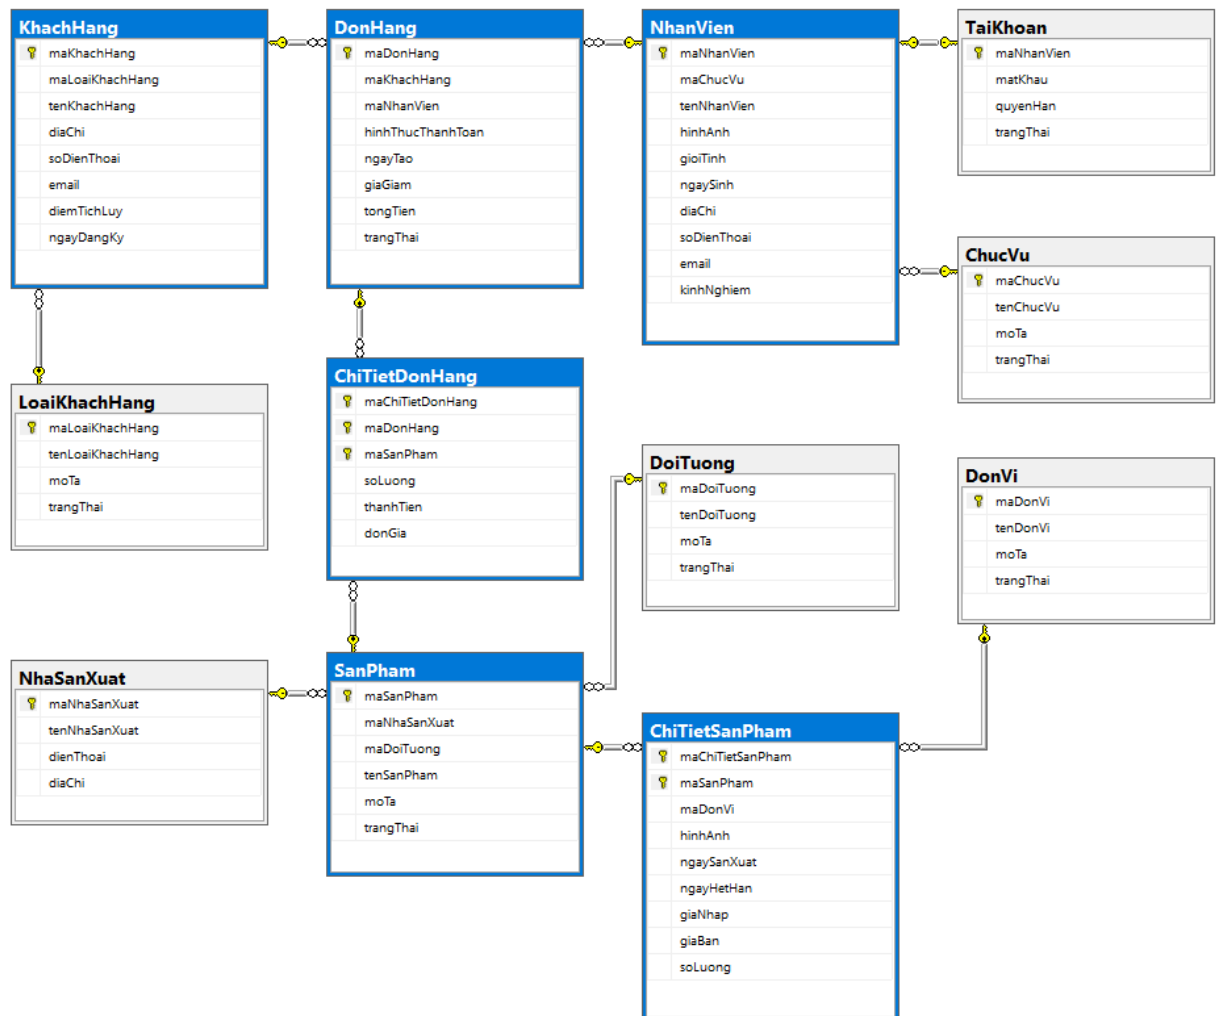 KhachHang
maKhachHang
maLoaiKhachHang
tenKhachHang
diaChi
soDienThoai
email
diemTichLuy
ngayDangKy
DonHang
maDonHang
maKhachHang
maNhanVien
hinhThucThanhToan
ngayTao
giaGiam
tongTien
trangThai
NhanVien
maNhanVien
maChucVu
tenNhanVien
hinhAnh
gioiTinh
ngaySinh
diaChi
soDienThoai
email
kinhNghiem
TaiKhoan
maNhanVien
matKhau
quyenHan
trangThai
ChucVu
maChucVu
tenChucVu
moTa
trangThai
LoaiKhachHang
maLoaiKhachHang
tenLoaiKhachHang
moTa
trangThai
ChiTietDonHang
maChiTietDonHang
maDonHang
maSanPham
soLuong
thanhTien
donGia
DoiTuong
maDoiTuong
tenDoiTuong
moTa
trangThai
DonVi
maDonVi
tenDonVi
moTa
trangThai
NhaSanXuat
maNhaSanXuat
tenNhaSanXuat
dienThoai
diaChi
SanPham
maSanPham
maNhaSanXuat
maDoiTuong
tenSanPham
moTa
trangThai
ChiTietSanPham
maChiTietSanPham
maSanPham
maDonVi
hinhAnh
ngaySanXuat
ngayHetHan
giaNhap
giaBan
soLuong